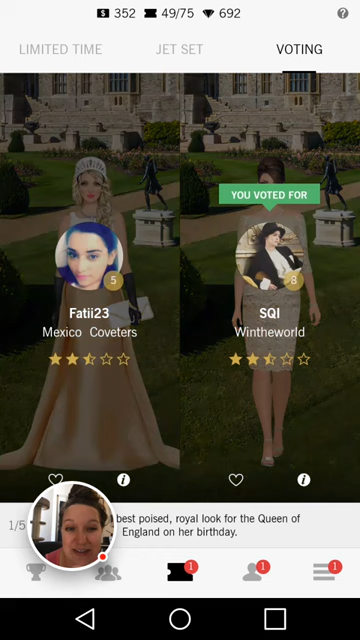 352 49/75 692
LIMITED TIME JET SET VOTING
YOU VOTED FOR
5 8
Fatii23 SQI
Mexico Coveters Wintheworld
1/5 best poised, royal look for the Queen of
England on her birthday.
1 1 1